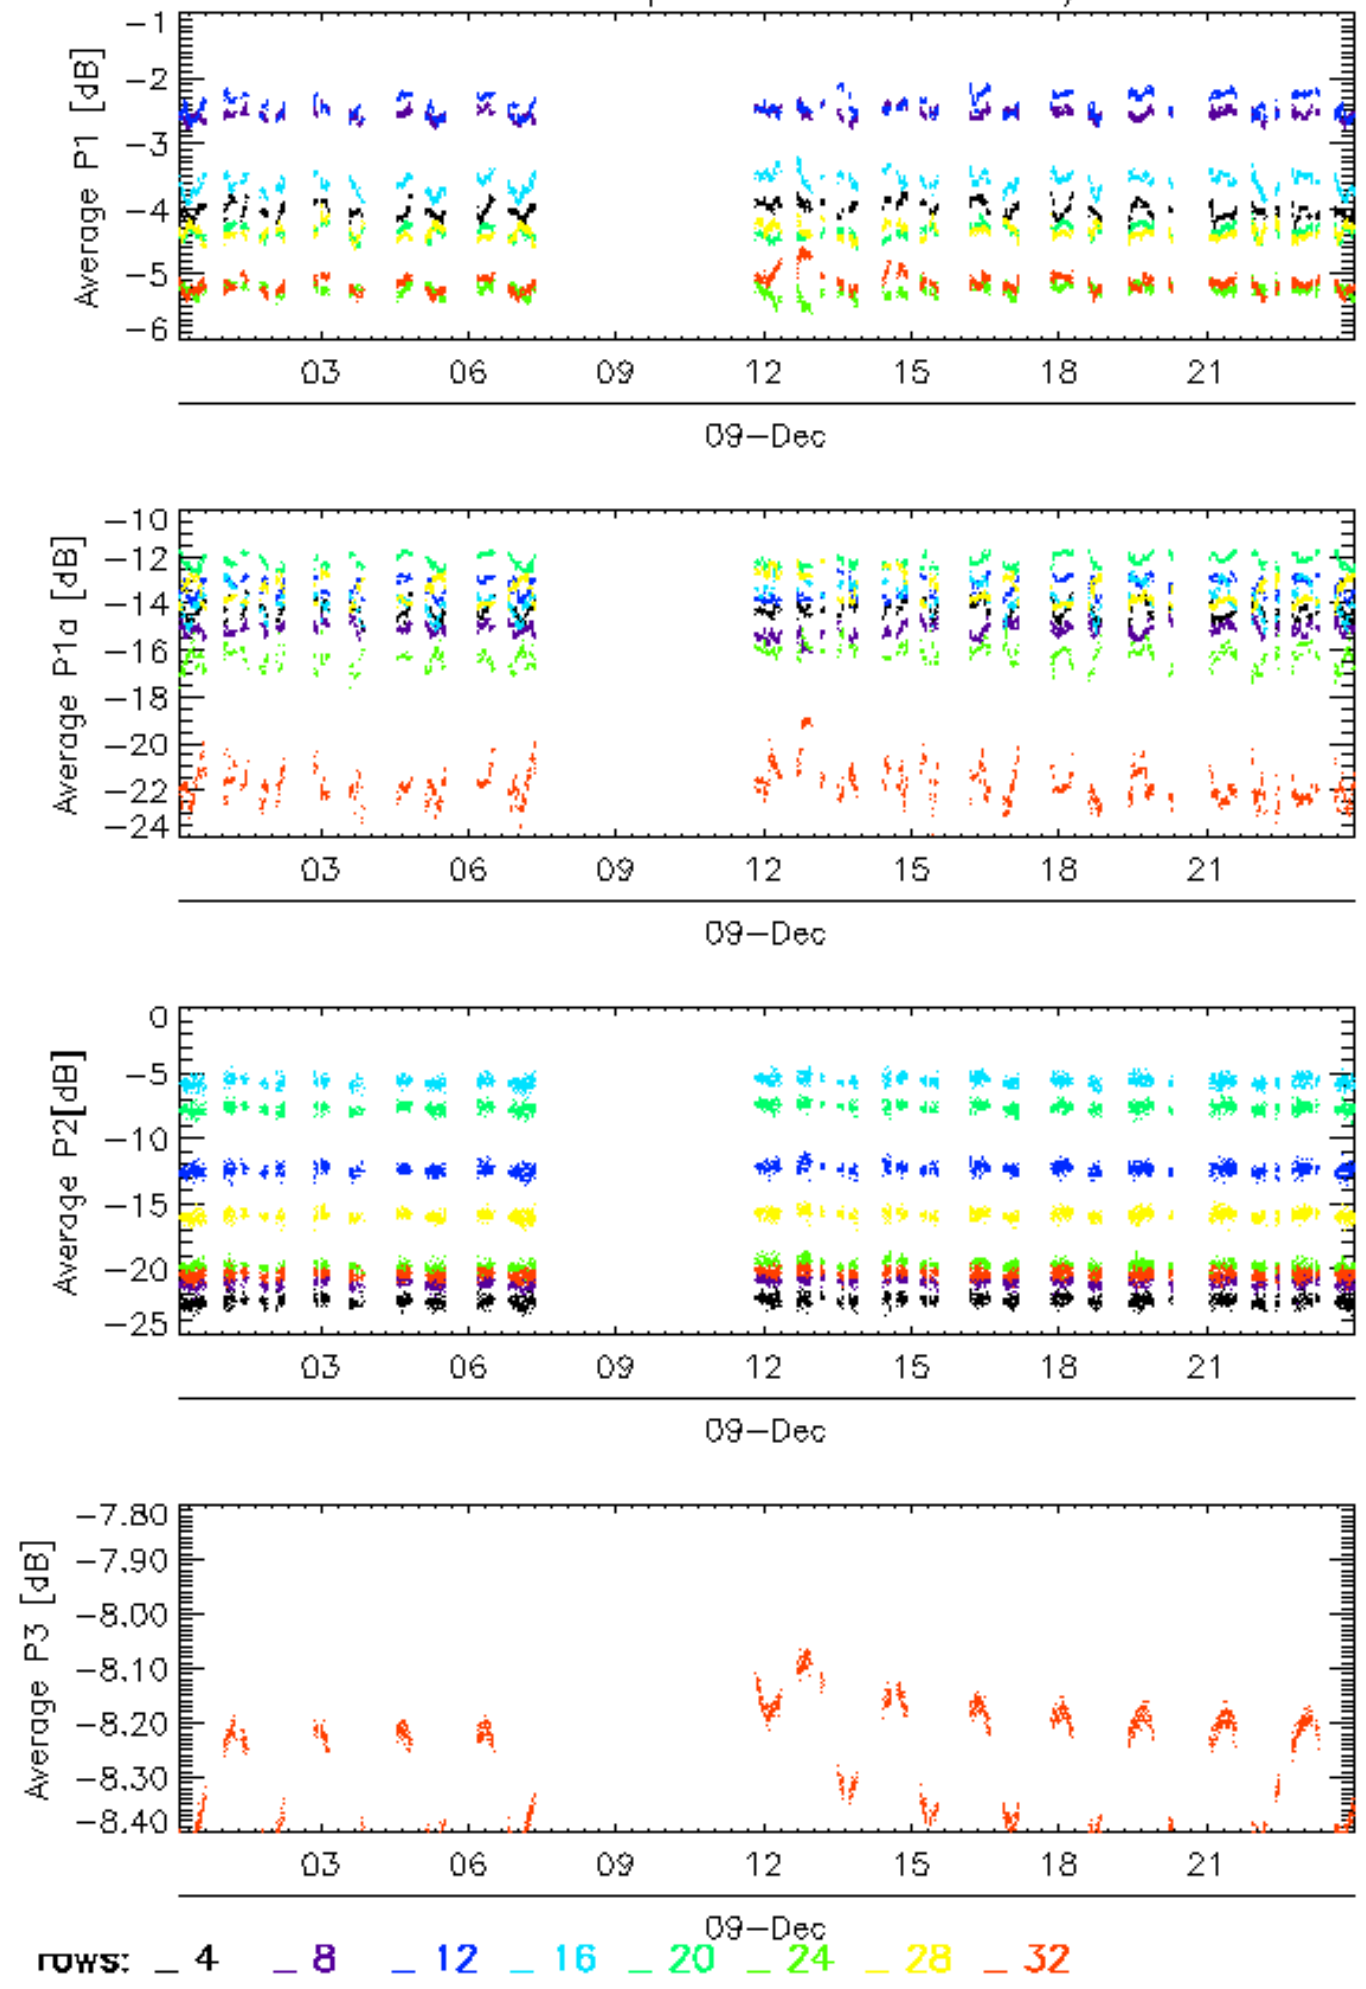 -1
-2
-3
-4
-5
-6
Average P1 [dB]
03 06 09 12 15 18 21
09-Dec
-10
-12
-14
-16
-18
-20
-22
-24
Average P1a [dB]
03 06 09 12 15 18 21
09-Dec
0
-5
-10
-15
-20
-25
Average P2[dB]
03 06 09 12 15 18 21
09-Dec
-7.80
-7.90
-8.00
-8.10
-8.20
-8.30
-8.40
Average P3 [dB]
03 06 09 12 15 18 21
09-Dec
rows: _ 4 _ 8 _ 12 _ 16 _ 20 _ 24 _ 28 _ 32